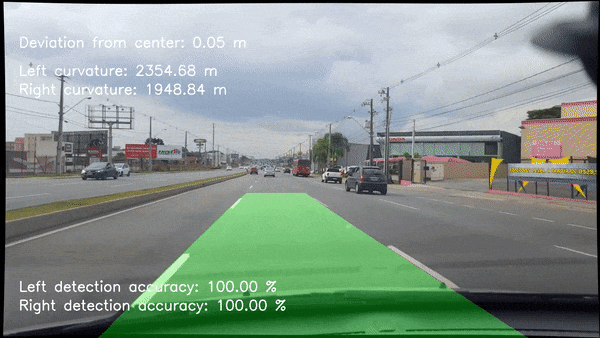 Deviation from center: 0.05 m
Left curvature: 2354.68 m
Right curvature: 1948.84 m
Left detection accuracy: 100.00 %
Right detection accuracy: 100.00 %